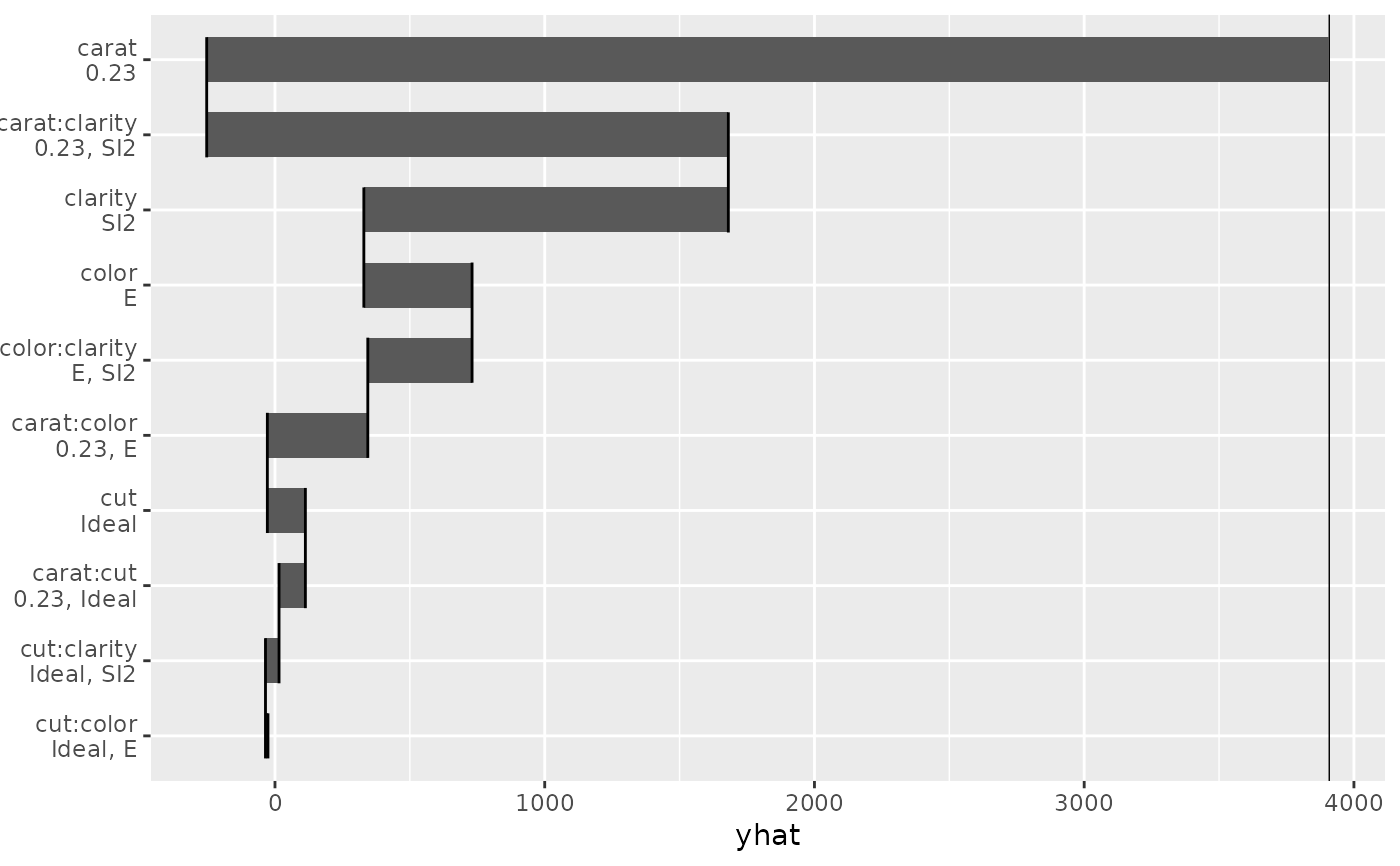 carat
0.23
carat:clarity
0.23, SI2
clarity
SI2
color
E
color:clarity
E, SI2
carat:color
0.23, E
cut
Ideal
carat:cut
0.23, Ideal
cut:clarity
Ideal, SI2
cut:color
Ideal, E
0 1000 2000 3000 4000
yhat